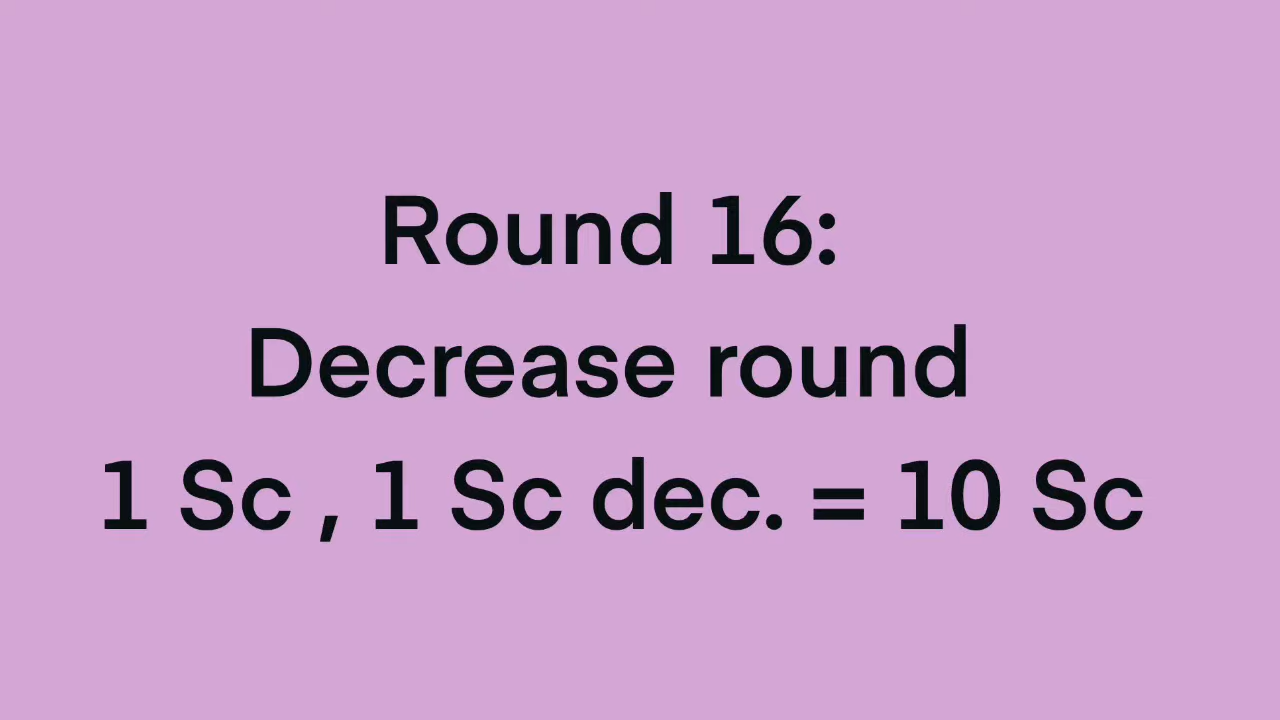 Round 16:
Decrease round
1 Sc , 1 Sc dec. = 10 Sc